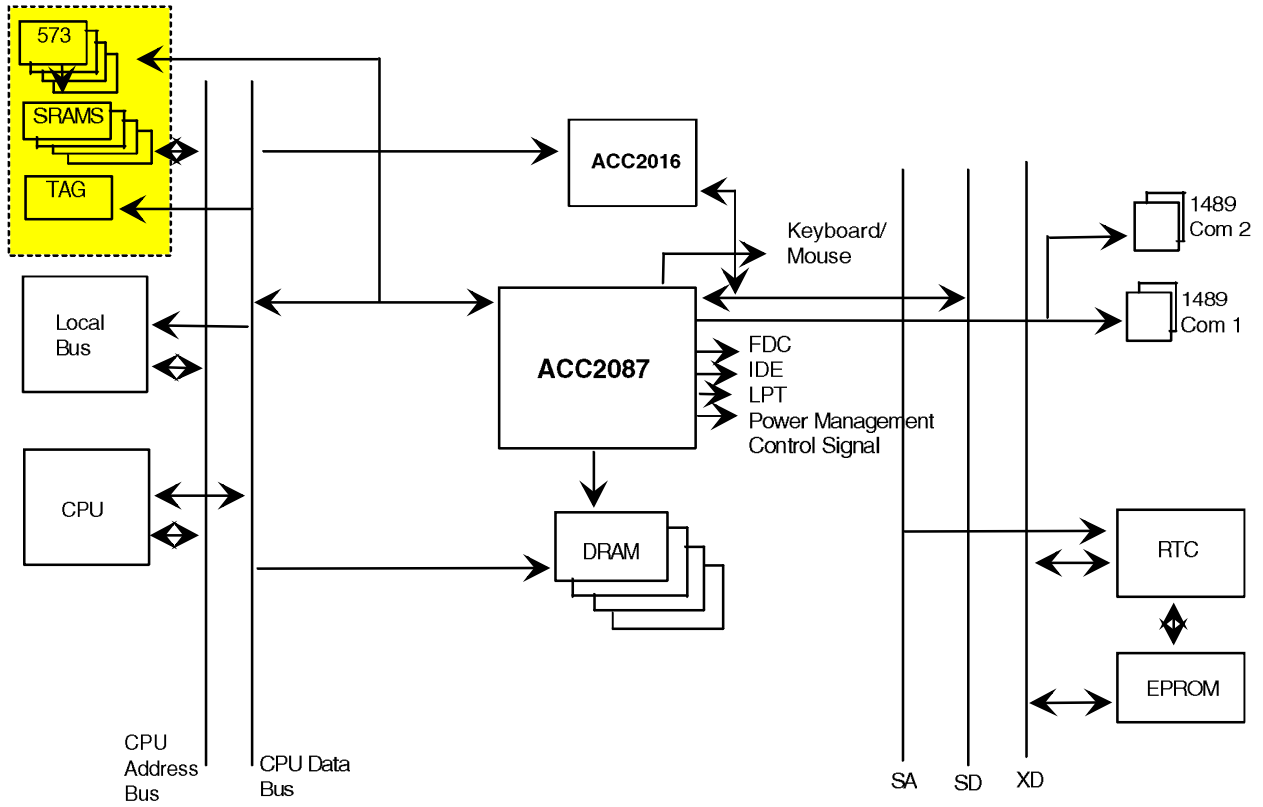 573
SRAMS
TAG
ACC2016
Keyboard/
Mouse
1489
Com 2
1489
Com 1
Local
Bus
ACC2087
FDC
IDE
LPT
Power Management
Control Signal
CPU
DRAM
RTC
EPROM
CPU
Address
Bus
CPU Data
Bus
SA
SD
XD